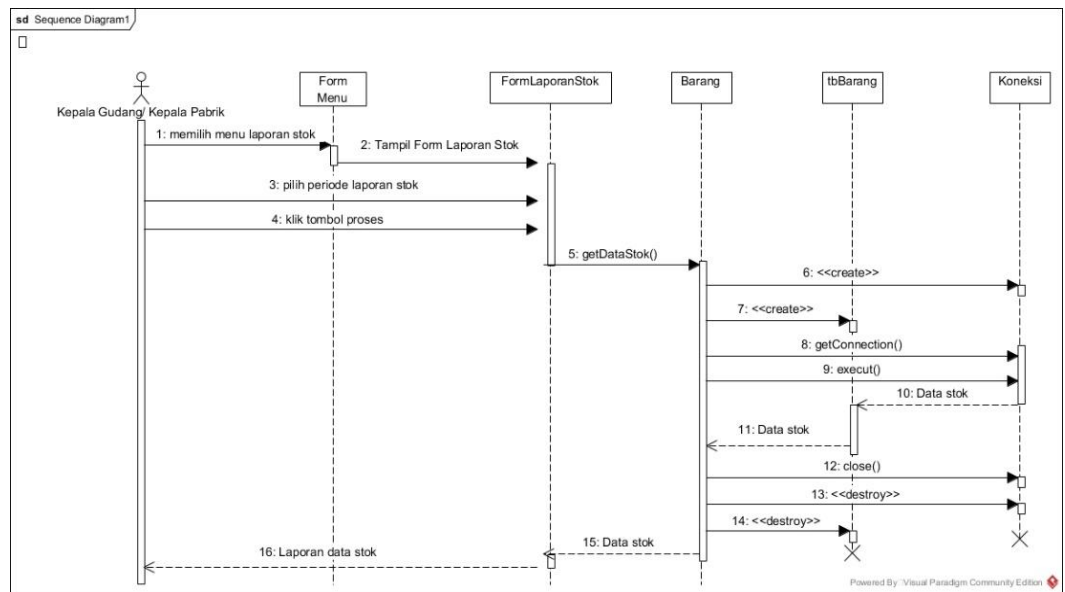 sd Sequence Diagram1
Kepala Gudang/ Kepala Pabrik
Form
Menu
FormLaporanStok
Barang
tbBarang
Koneksi
1: memilih menu laporan stok
2: Tampil Form Laporan Stok
3: pilih periode laporan stok
4: klik tombol proses
5: getDataStok()
6: <<create>>
7: <<create>>
8: getConnection()
9: execut()
10: Data stok
11: Data stok
12: close()
13: <<destroy>>
14: <<destroy>>
15: Data stok
16: Laporan data stok
Powered By Visual Paradigm Community Edition